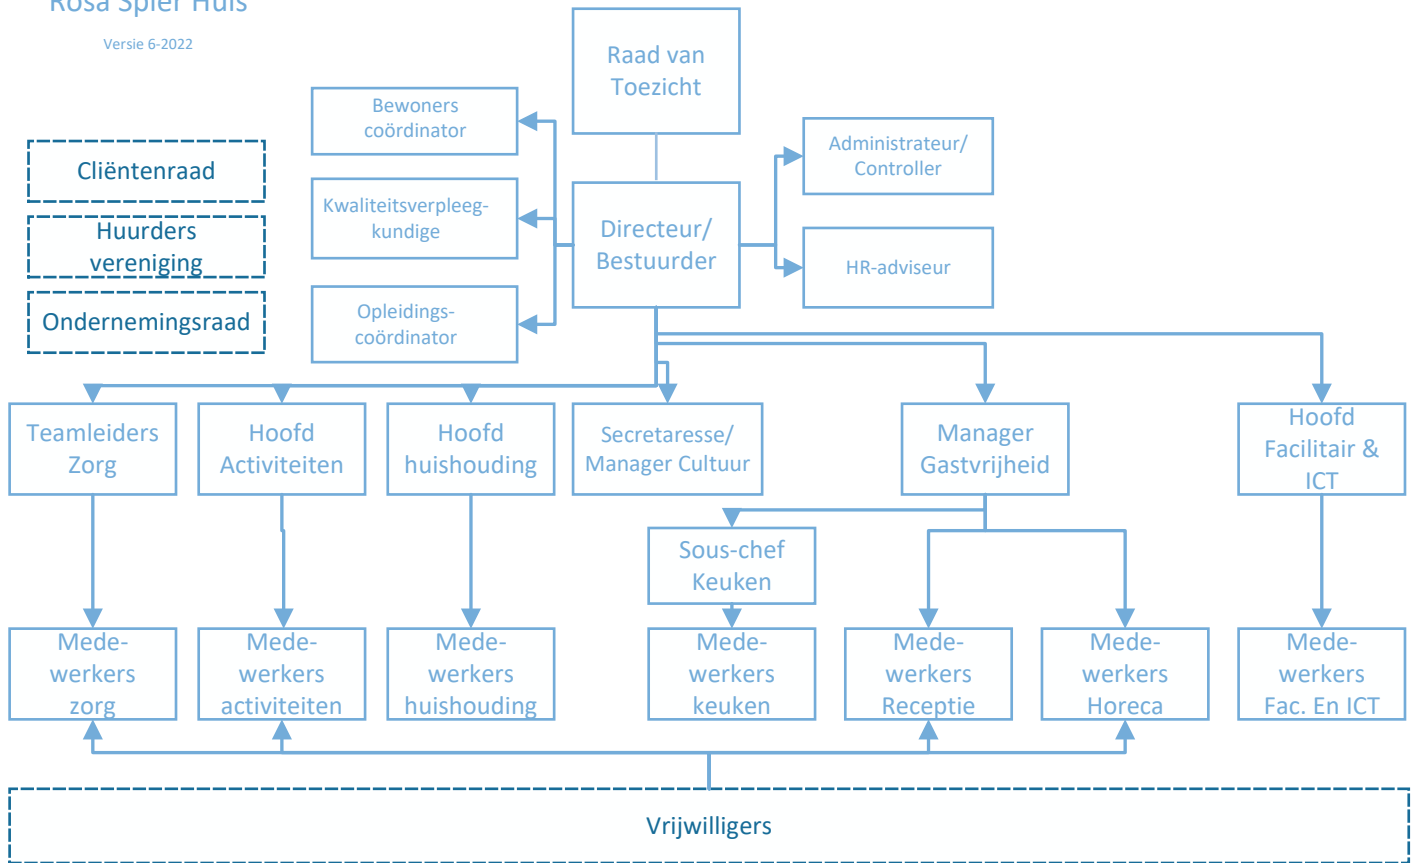 Rosa Spier Huis
Versie 6-2022
Raad van
Toezicht
Bewoners
coördinator
Administrateur/
Controller
Cliëntenraad
Kwaliteitsverpleeg-
kundige
Directeur/
Bestuurder
Huurders
vereniging
HR-adviseur
Ondernemingsraad
Opleidings-
coördinator
Teamleiders
Zorg
Hoofd
Activiteiten
Hoofd
huishouding
Secretaresse/
Manager Cultuur
Manager
Gastvrijheid
Hoofd
Facilitair &
ICT
Sous-chef
Keuken
Mede-
werkers
zorg
Mede-
werkers
activiteiten
Mede-
werkers
huishouding
Mede-
werkers
keuken
Mede-
werkers
Receptie
Mede-
werkers
Horeca
Mede-
werkers
Fac. En ICT
Vrijwilligers